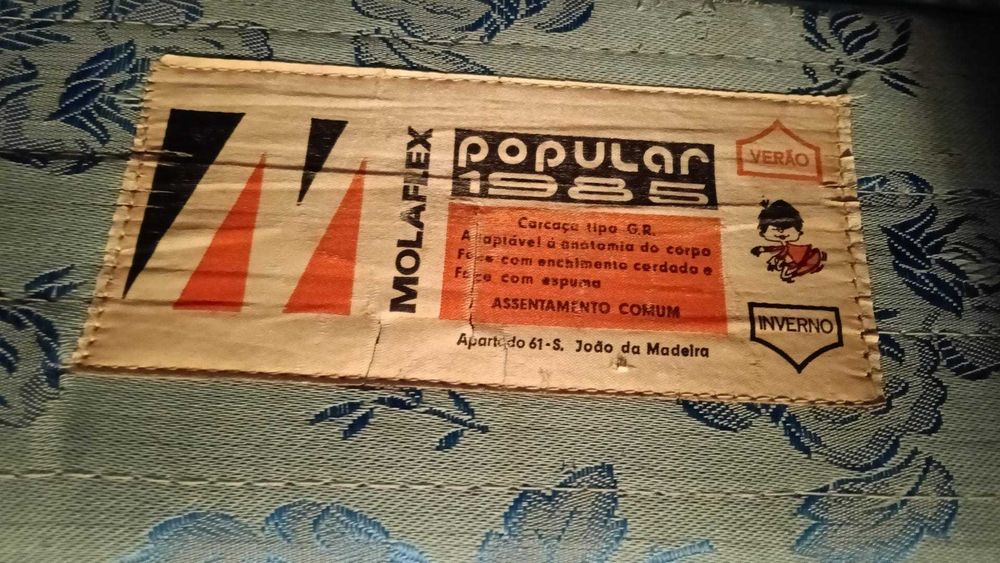 MOLAFLEX
popular
1985
Carcaça tipo G.R.
Adaptável á anatomia do corpo
Face com enchimento cardado e
Face com espuma
ASSENTAMENTO COMUM
Apartado 61-S. João da Madeira
VERÃO
INVERNO